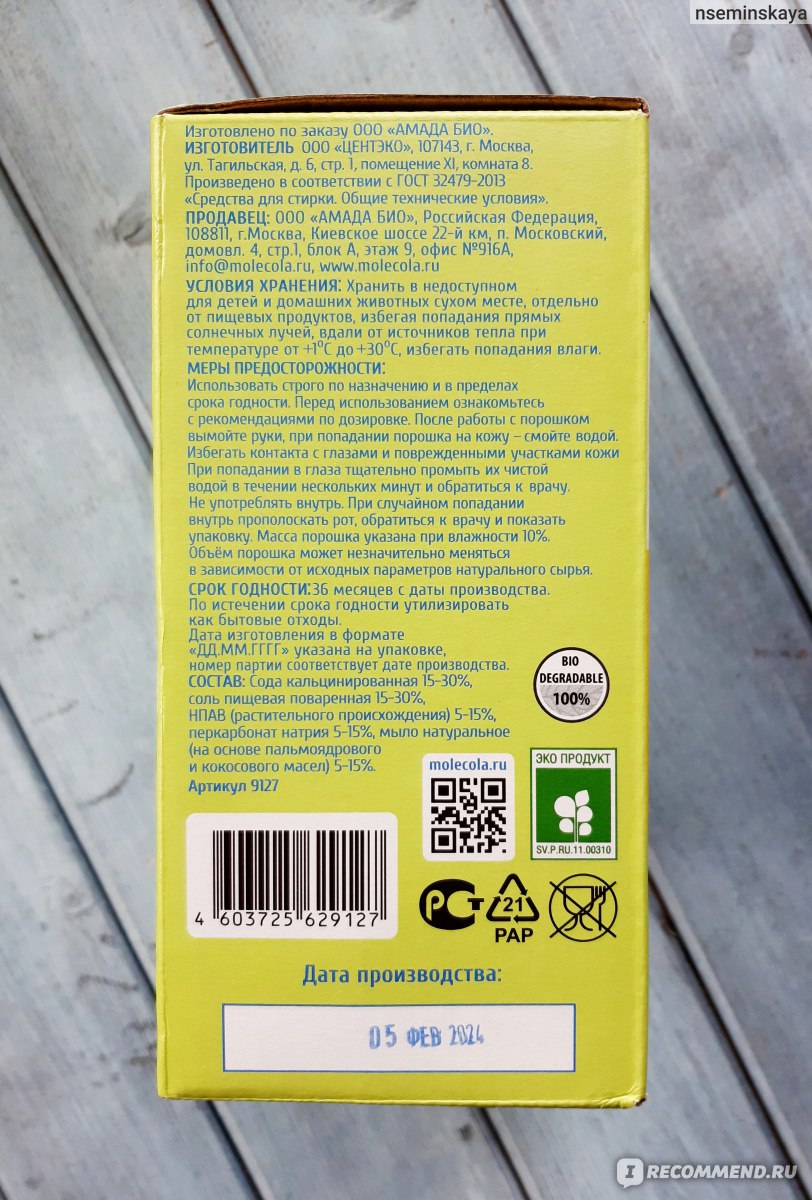 nseminskaya
Изготовлено по заказу ООО «АМАДА БИО».
ИЗГОТОВИТЕЛЬ ООО «ЦЕНТЭКО», 107143, г. Москва,
ул. Тагильская, д. 6, стр. 1, помещение XI, комната 8.
Произведено в соответствии с ГОСТ 32479-2013
«Средства для стирки. Общие технические условия».
ПРОДАВЕЦ: ООО «АМАДА БИО», Российская Федерация,
108811, г.Москва, Киевское шоссе 22-й км, п. Московский,
домовл. 4, стр.1, блок А, этаж 9, офис №916А,
info@molecola.ru, www.molecola.ru
УСЛОВИЯ ХРАНЕНИЯ: Хранить в недоступном
для детей и домашних животных сухом месте, отдельно
от пищевых продуктов, избегая попадания прямых
солнечных лучей, вдали от источников тепла при
температуре от +1°С до +30°С, избегать попадания влаги.
МЕРЫ ПРЕДОСТОРОЖНОСТИ:
Использовать строго по назначению и в пределах
срока годности. Перед использованием ознакомьтесь
с рекомендациями по дозировке. После работы с порошком
вымойте руки, при попадании порошка на кожу – смойте водой.
Избегать контакта с глазами и поврежденными участками кожи
При попадании в глаза тщательно промыть их чистой
водой в течении нескольких минут и обратиться к врачу.
Не употреблять внутрь. При случайном попадании
внутрь прополоскать рот, обратиться к врачу и показать
упаковку. Масса порошка указана при влажности 10%.
Объём порошка может незначительно меняться
в зависимости от исходных параметров натурального сырья.
СРОК ГОДНОСТИ: 36 месяцев с даты производства.
По истечении срока годности утилизировать
как бытовые отходы.
Дата изготовления в формате
«ДД.ММ.ГГГГ» указана на упаковке,
номер партии соответствует дате производства.
СОСТАВ: Сода кальцинированная 15-30%,
соль пищевая поваренная 15-30%,
НПАВ (растительного происхождения) 5-15%,
перкарбонат натрия 5-15%, мыло натуральное
(на основе пальмоядрового
и кокосового масел) 5-15%.
Артикул 9127
BIO
DEGRADABLE
100%
molecola.ru
ЭКО ПРОДУКТ
SV.P.RU.11.00310
4 603725 629127
РСТ
21
PAP
Дата производства:
05 ФЕВ 2024
IRECOMMEND.RU